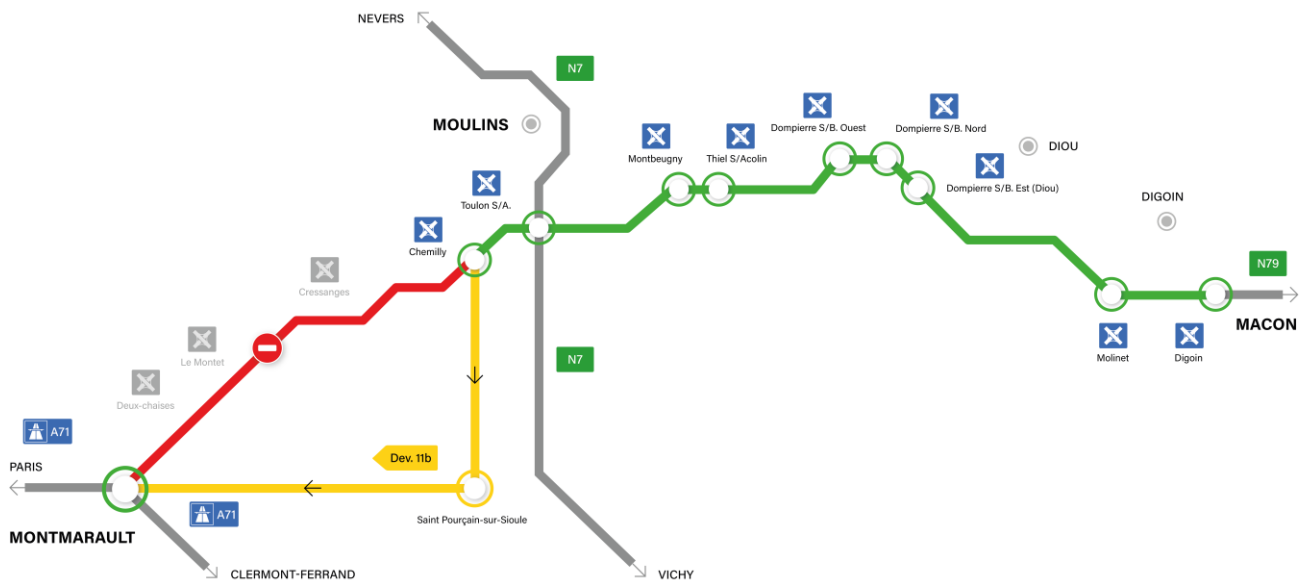 NEVERS
N7
MOULINS
Dompierre S/B. Ouest
Dompierre S/B. Nord
Montbeugny
Thiel S/Acolin
DIOU
Dompierre S/B. Est (Diou)
Toulon S/A.
DIGOIN
Chemilly
N79
Cressanges
MACON
Le Montet
N7
Molinet
Digoin
Deux-chaises
A71
Dev. 11b
PARIS
A71
Saint Pourçain-sur-Sioule
MONTMARAULT
CLERMONT-FERRAND
VICHY